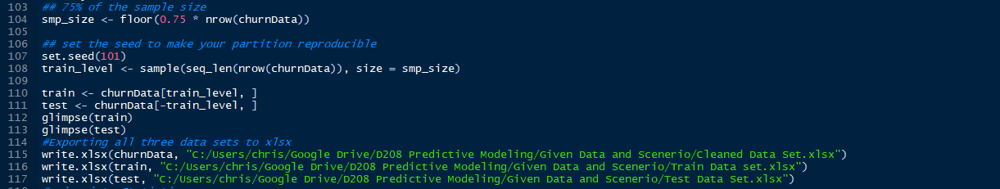 103 ## 75% of the sample size
104 smp_size <- floor(0.75 * nrow(churnData))
105
106 ## set the seed to make your partition reproducible
107 set.seed(101)
108 train_level <- sample(seq_len(nrow(churnData)), size = smp_size)
109
110 train <- churnData[train_level, ]
111 test <- churnData[-train_level, ]
112 glimpse(train)
113 glimpse(test)
114 #Exporting all three data sets to xlsx
115 write.xlsx(churnData, "C:/Users/chris/Google Drive/D208 Predictive Modeling/Given Data and Scenerio/Cleaned Data Set.xlsx")
116 write.xlsx(train, "C:/Users/chris/Google Drive/D208 Predictive Modeling/Given Data and Scenerio/Train Data set.xlsx")
117 write.xlsx(test, "C:/Users/chris/Google Drive/D208 Predictive Modeling/Given Data and Scenerio/Test Data Set.xlsx")